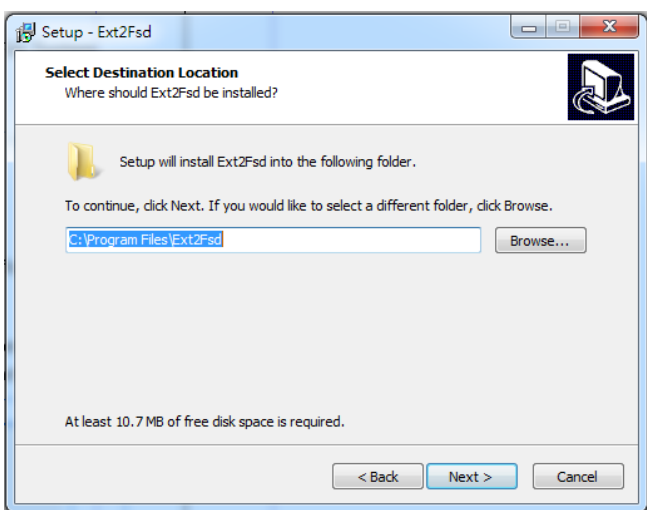 Setup - Ext2Fsd
Select Destination Location
Where should Ext2Fsd be installed?
Setup will install Ext2Fsd into the following folder.
To continue, click Next. If you would like to select a different folder, click Browse.
C:\Program Files\Ext2Fsd
Browse...
At least 10.7 MB of free disk space is required.
< Back
Next >
Cancel